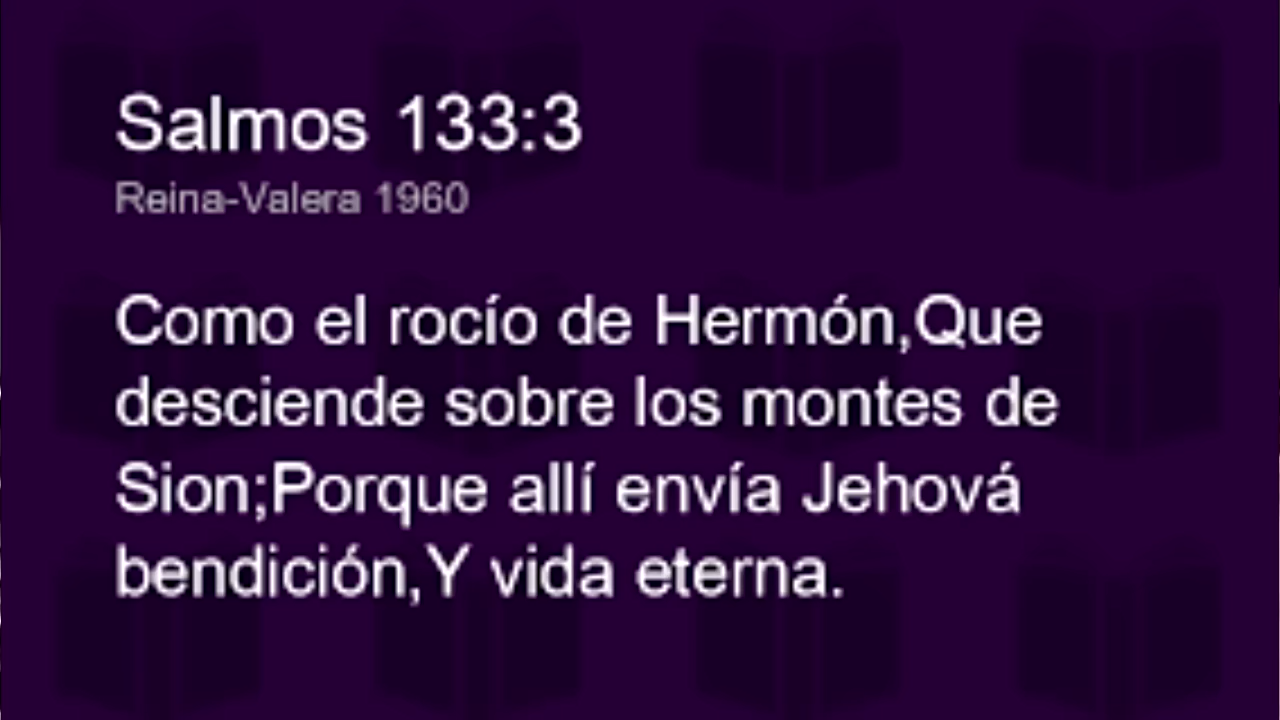 Salmos 133:3
Reina-Valera 1960
Como el rocío de Hermón,Que
desciende sobre los montes de
Sion;Porque allí envía Jehová
bendición,Y vida eterna.